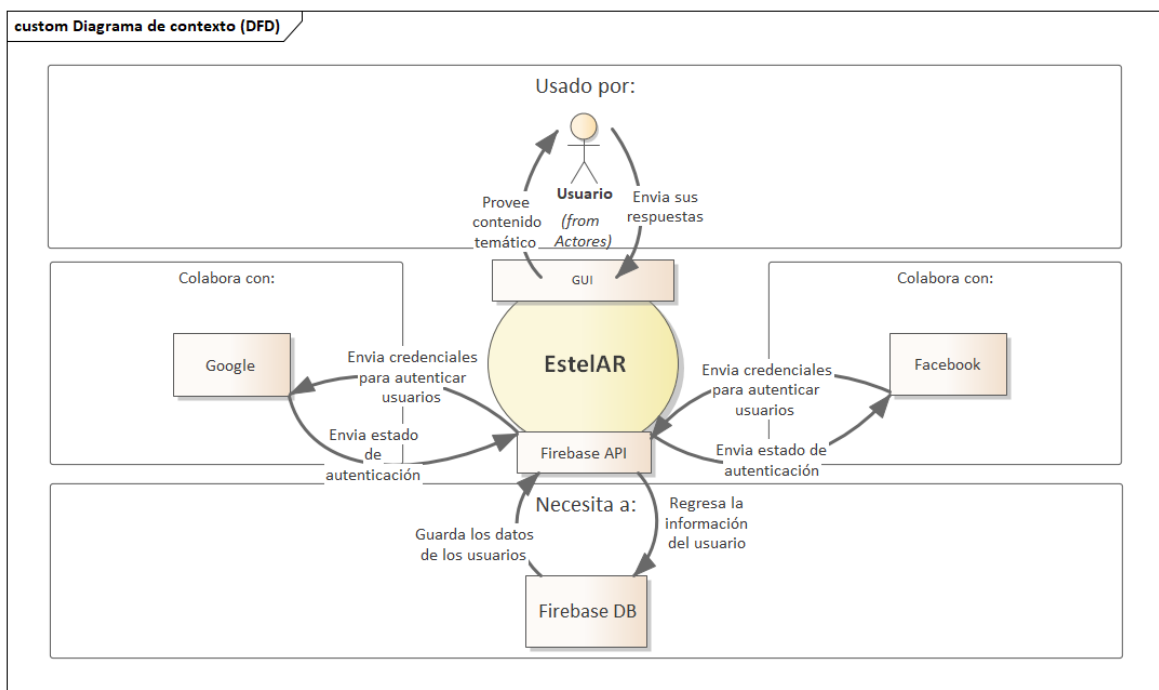 custom Diagrama de contexto (DFD)
Usado por:
Usuario
(from
Actores)
Provee
contenido
temático
Envia sus
respuestas
GUI
Colabora con:
Google
Envia credenciales
para autenticar
usuarios
Envia estado
de
autenticación
EstelAR
Colabora con:
Facebook
Envia credenciales
para autenticar
usuarios
Envia estado de
autenticación
Firebase API
Necesita a:
Guarda los datos
de los usuarios
Regresa la
información
del usuario
Firebase DB